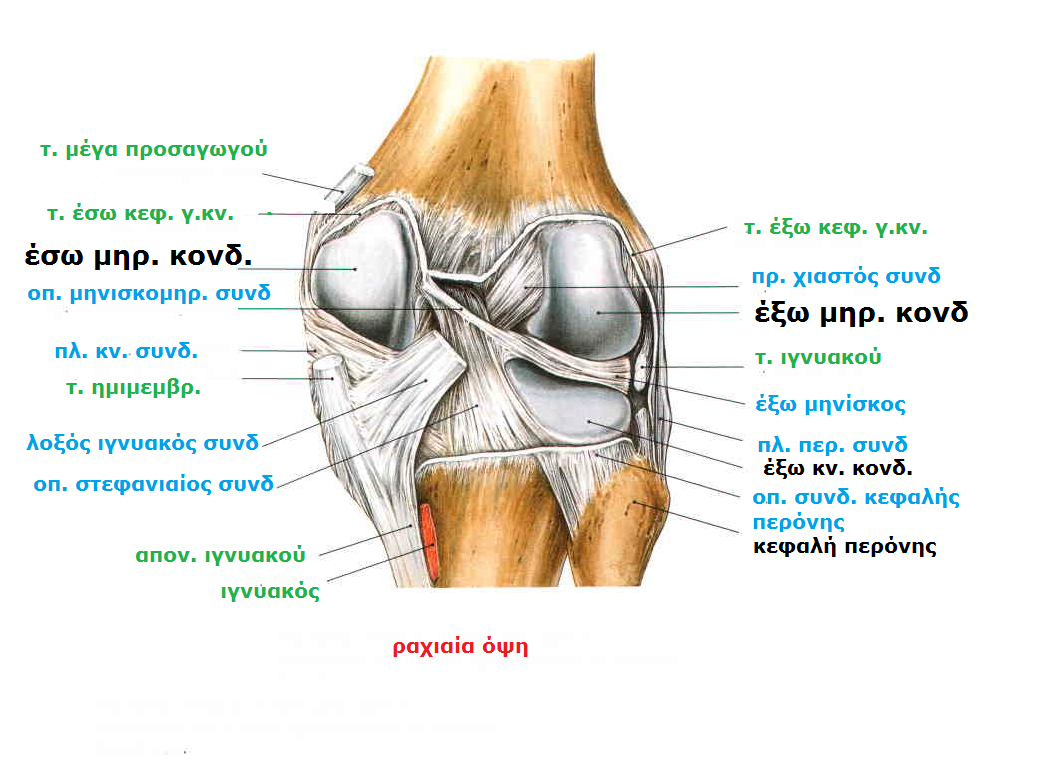 τ. μέγα προσαγωγού
τ. έσω κεφ. γ.κν.
έσω μηρ. κονδ.
οπ. μηνισκομηρ. συνδ
πλ. κν. συνδ.
τ. ημιμεμβρ.
λοξός ιγνυακός συνδ
οπ. στεφανιαίος συνδ
απον. ιγνυακού
ιγνυακός
τ. έξω κεφ. γ.κν.
πρ. χιαστός συνδ
έξω μηρ. κονδ
τ. ιγνυακού
έξω μηνίσκος
πλ. περ. συνδ
έξω κν. κονδ.
οπ. συνδ. κεφαλής
περόνης
κεφαλή περόνης
ραχιαία όψη